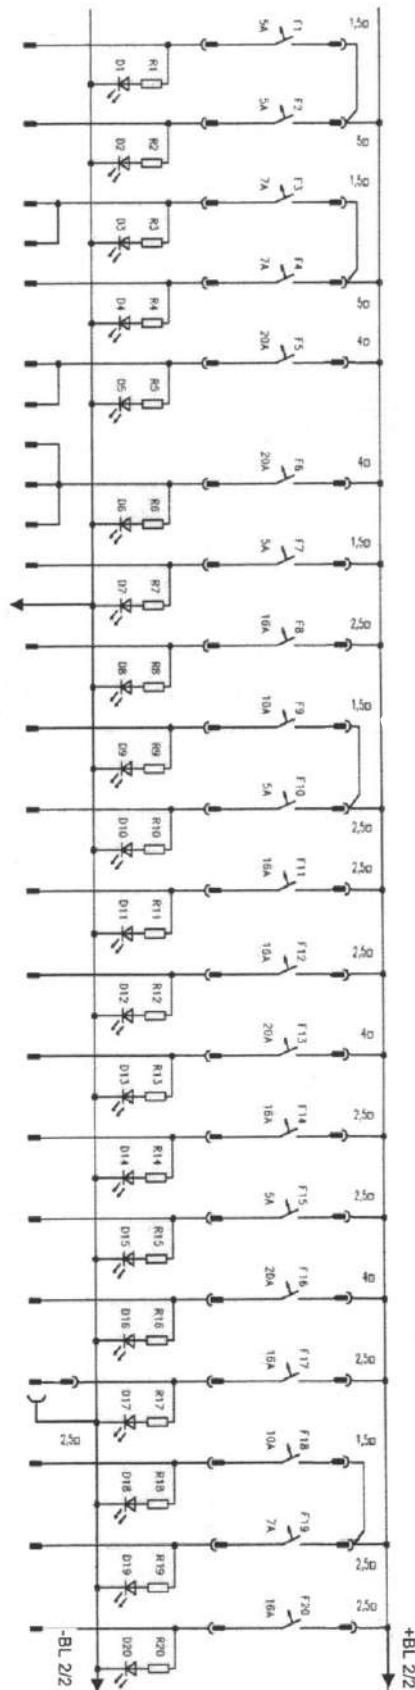 1,5□ 5□ 1,5□ 5□ 4□ 4□ 1,5□ 2,5□ 1,5□ 2,5□ 2,5□ 2,5□ 4□ 2,5□ 2,5□ 4□ 2,5□ 1,5□ 2,5□ 2,5□
+BL 2/2
F1 F2 F3 F4 F5 F6 F7 F8 F9 F10 F11 F12 F13 F14 F15 F16 F17 F18 F19 F20
5A 5A 7A 7A 20A 20A 5A 16A 10A 5A 16A 16A 20A 16A 5A 20A 16A 10A 7A 16A
R1 R2 R3 R4 R5 R6 R7 R8 R9 R10 R11 R12 R13 R14 R15 R16 R17 R18 R19 R20
D1 D2 D3 D4 D5 D6 D7 D8 D9 D10 D11 D12 D13 D14 D15 D16 D17 D18 D19 D20
2,5□
-BL 2/2